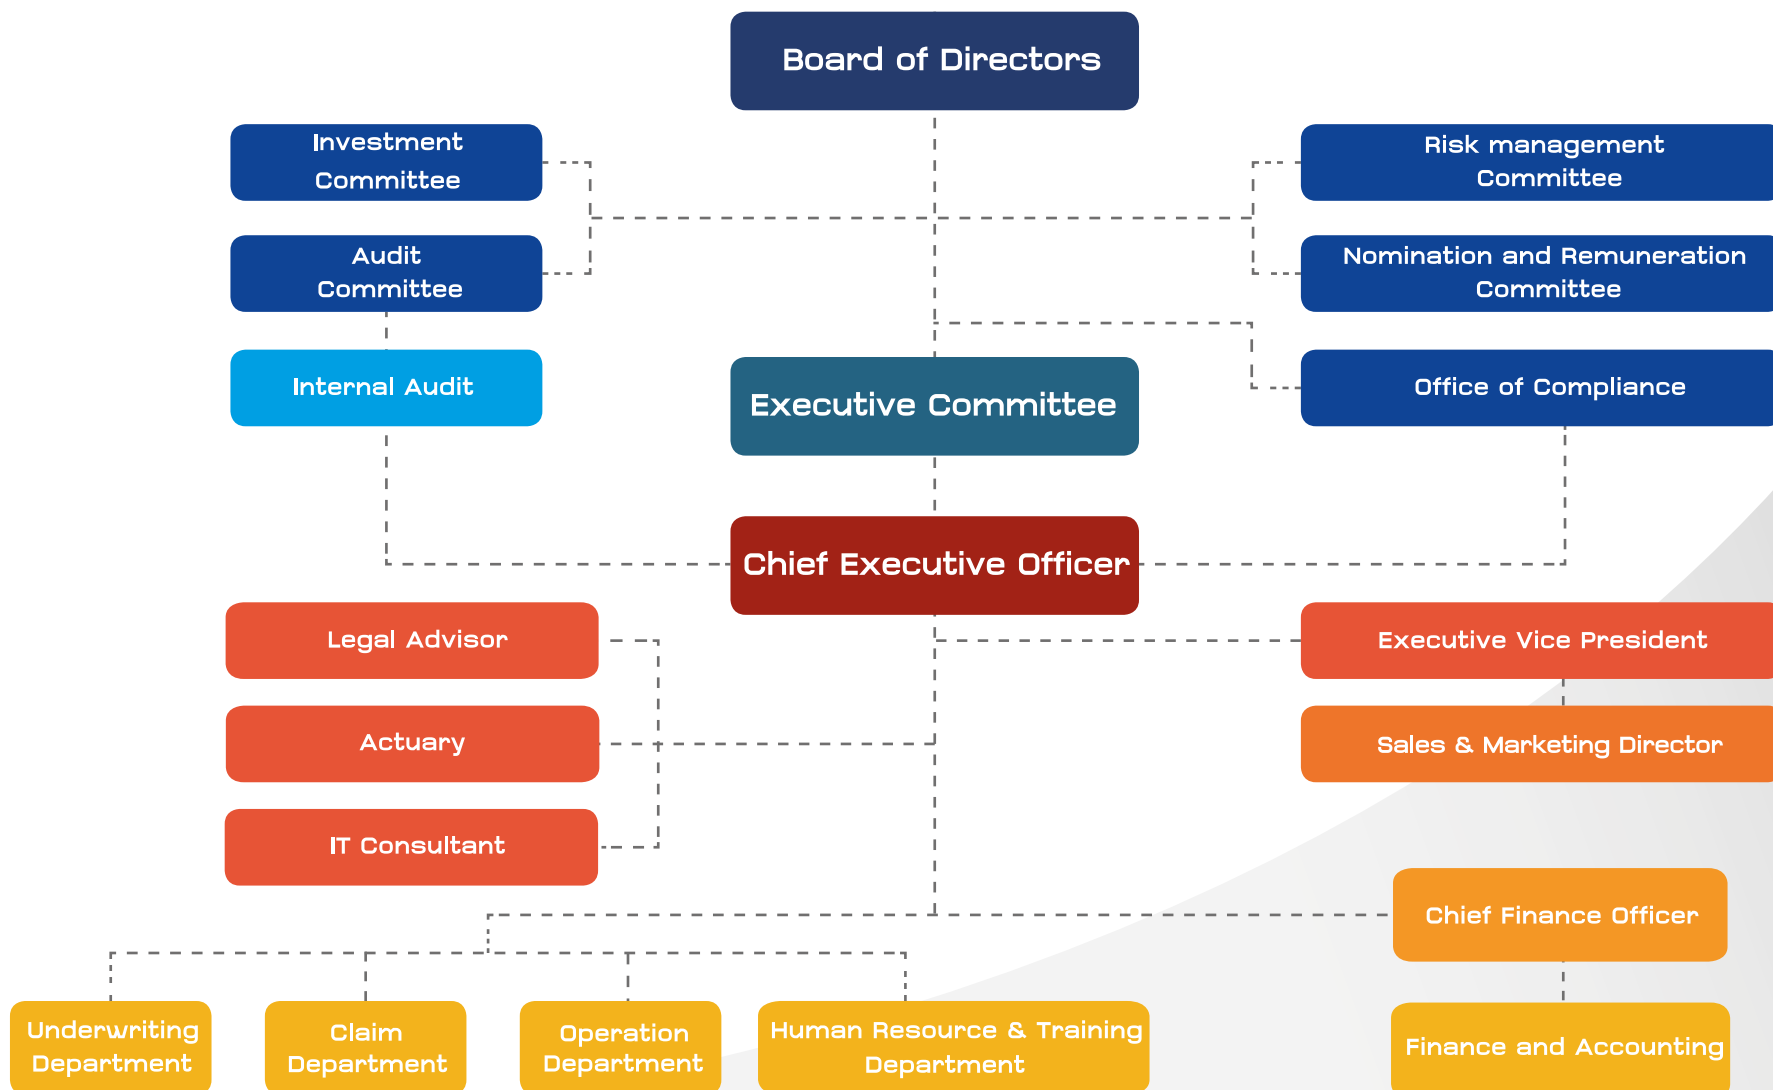 Board of Directors
Investment
Committee
Risk management
Committee
Audit
Committee
Nomination and Remuneration
Committee
Internal Audit
Executive Committee
Office of Compliance
Chief Executive Officer
Legal Advisor
Executive Vice President
Actuary
Sales & Marketing Director
IT Consultant
Chief Finance Officer
Underwriting
Department
Claim
Department
Operation
Department
Human Resource & Training
Department
Finance and Accounting